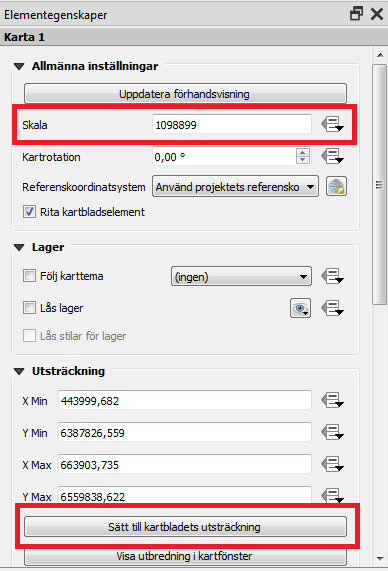 Elementegenskaper
Karta 1
Allmänna inställningar
Uppdatera förhandsvisning
Skala 1098899
Kartrotation 0,00 °
Referenskoordinatsystem Använd projektets referensko
Rita kartbladselement
Lager
Följ karttema (ingen)
Lås lager
Lås stilar för lager
Utsträckning
X Min 443999,682
Y Min 6387826,559
X Max 663903,735
Y Max 6559838,622
Sätt till kartbladets utsträckning
Visa utbredning i kartfönster